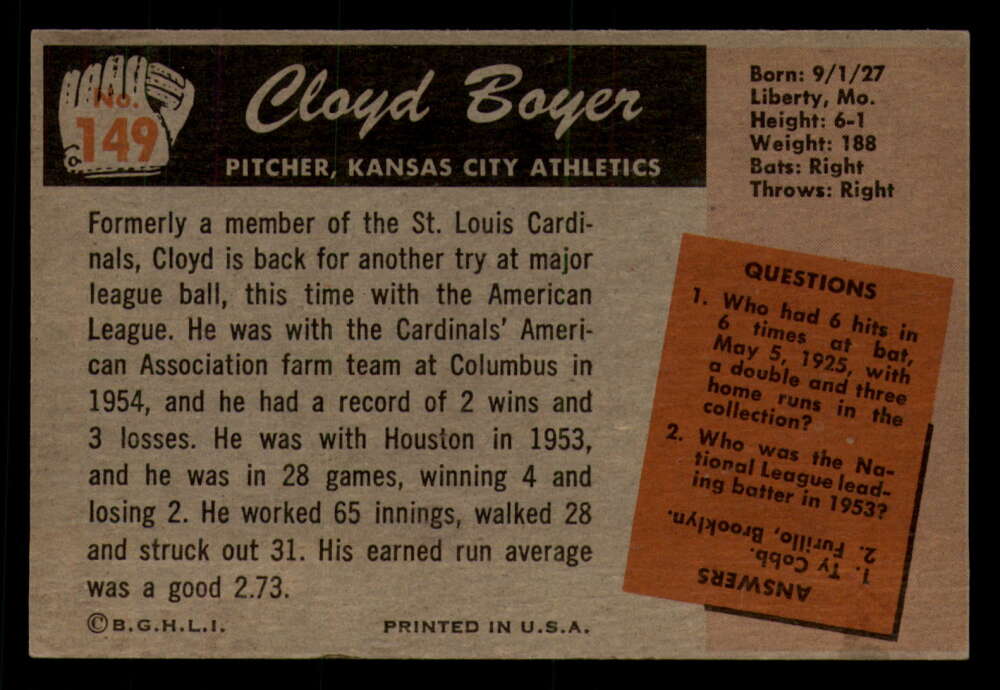 No.
149
Cloyd Boyer
PITCHER, KANSAS CITY ATHLETICS
Born: 9/1/27
Liberty, Mo.
Height: 6-1
Weight: 188
Bats: Right
Throws: Right
Formerly a member of the St. Louis Cardi-
nals, Cloyd is back for another try at major
league ball, this time with the American
League. He was with the Cardinals' Ameri-
can Association farm team at Columbus in
1954, and he had a record of 2 wins and
3 losses. He was with Houston in 1953,
and he was in 28 games, winning 4 and
losing 2. He worked 65 innings, walked 28
and struck out 31. His earned run average
was a good 2.73.
QUESTIONS
1. Who had 6 hits in
6 times at bat,
May 5, 1925, with
a double and three
home runs in the
collection?
2. Who was the Na-
tional League lead-
ing batter in 1953?
ANSWERS
1. Ty Cobb.
2. Furillo, Brooklyn.
© B.G.H.L.I.
PRINTED IN U.S.A.